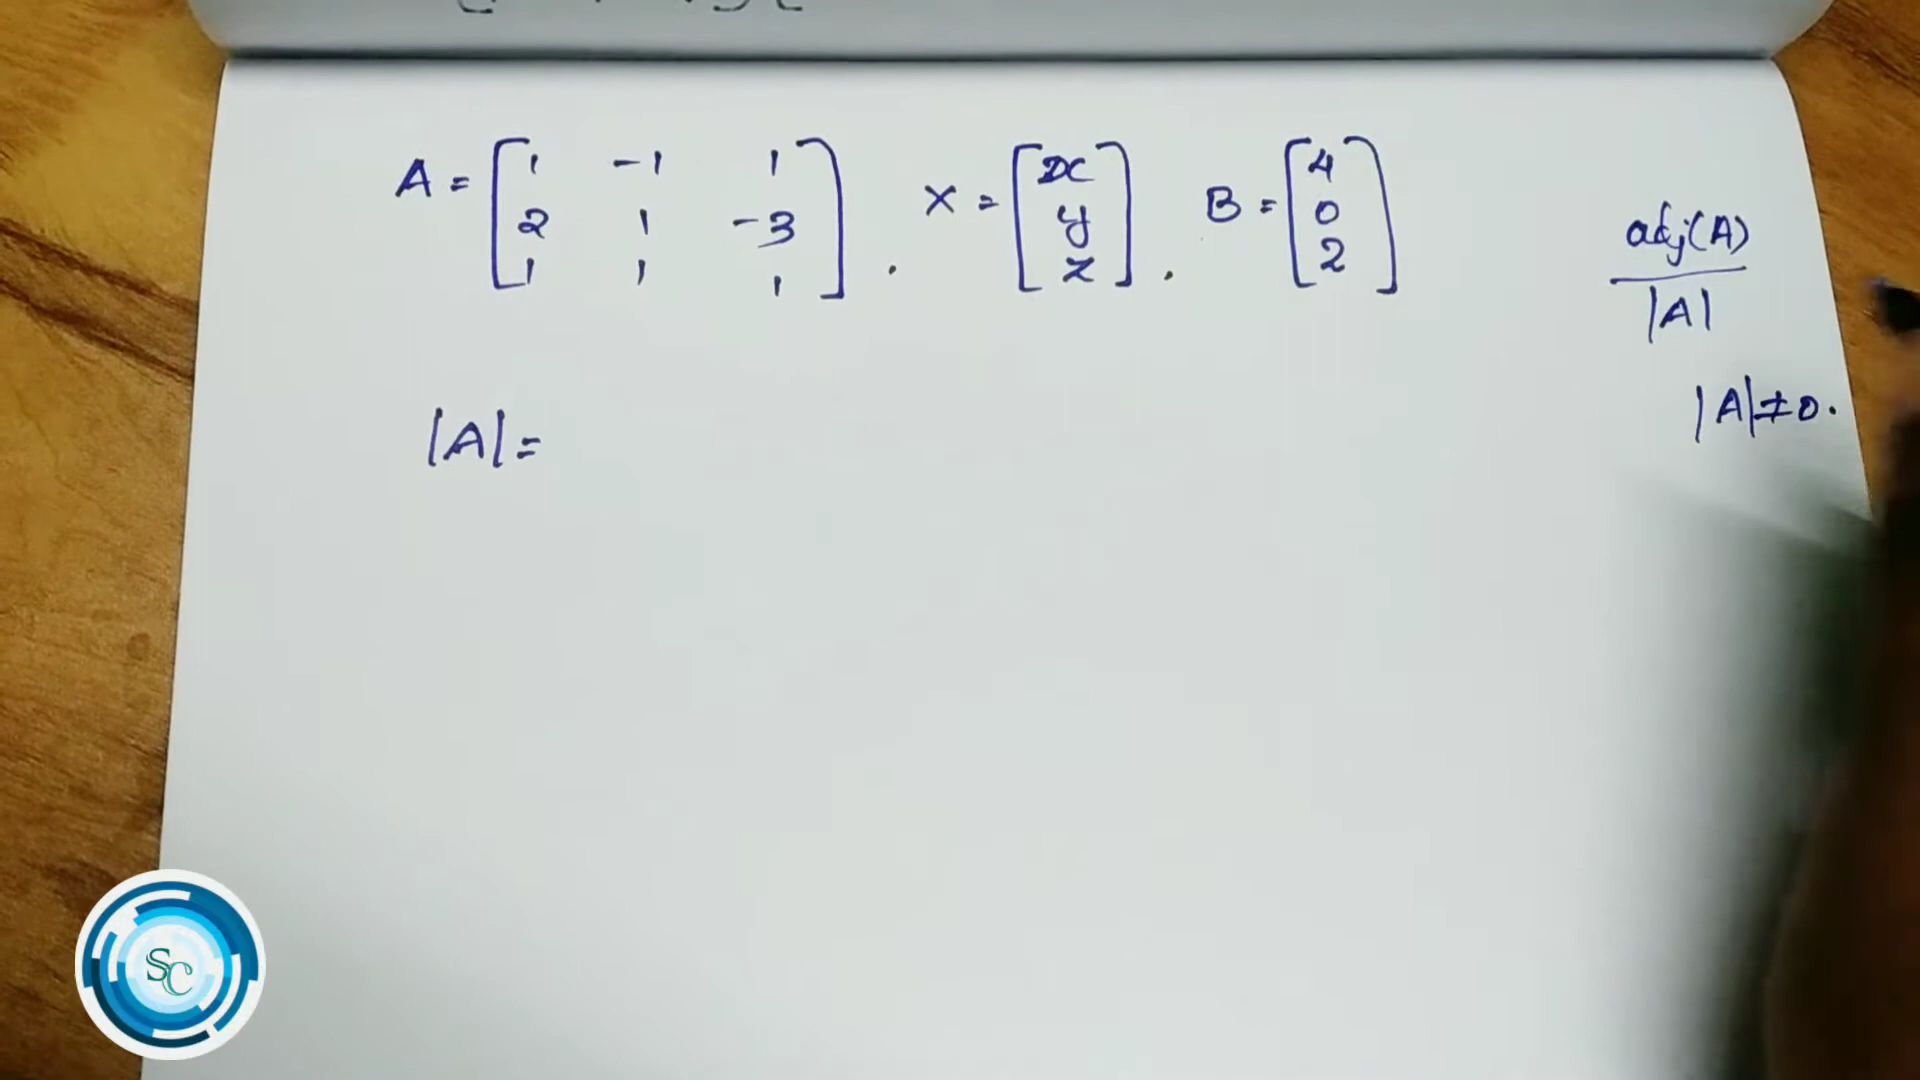 A = [1 -1 1
2 1 -3
1 1 1] . X = [x
y
z] . B = [4
0
2]
adj(A)
|A|
|A| ≠ 0.
|A| =
SC